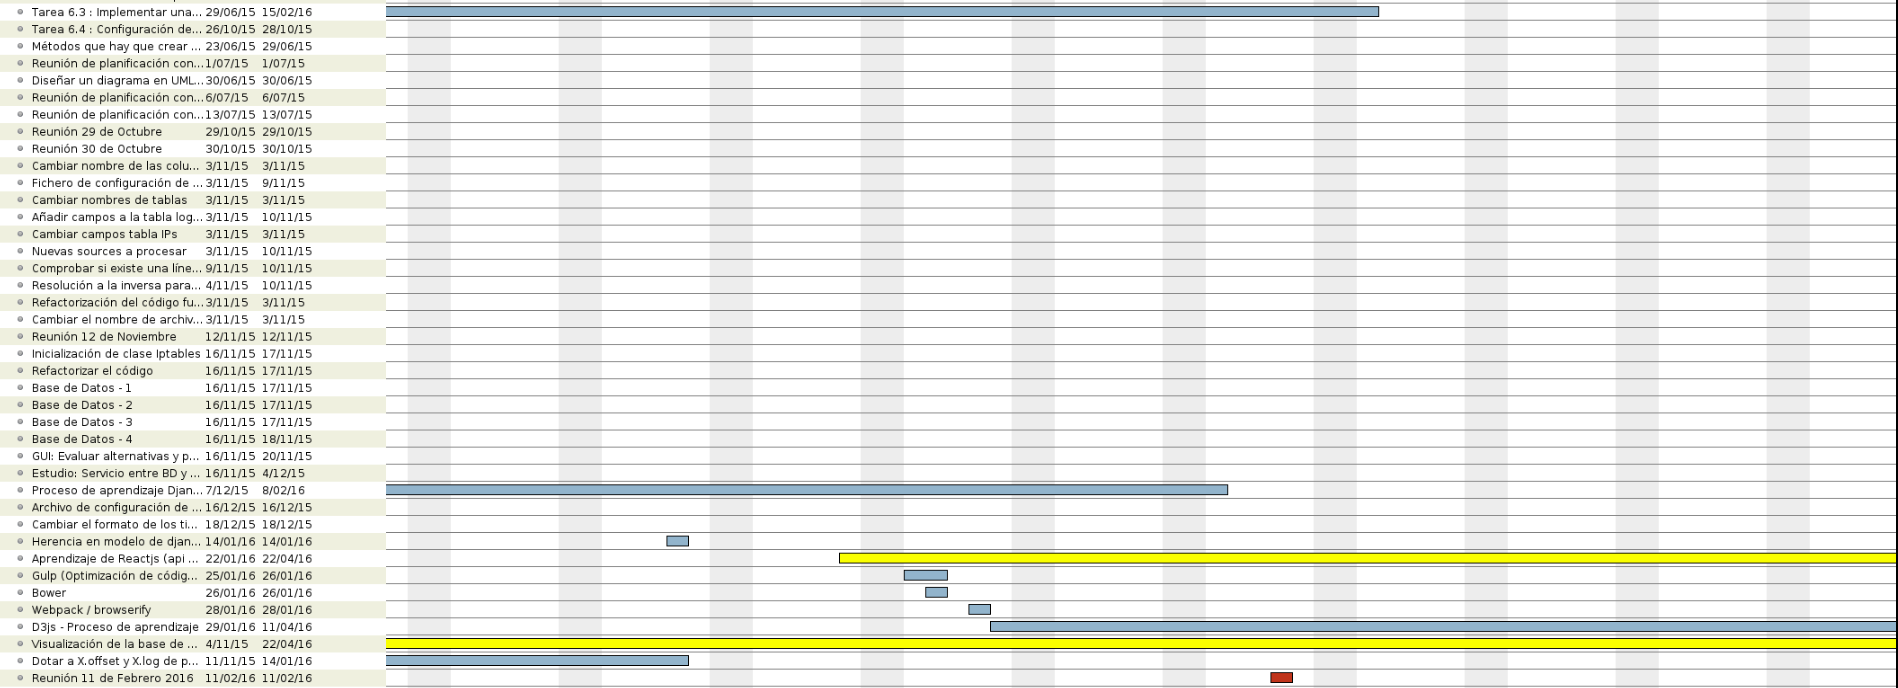 Tarea 6.3 : Implementar una... 29/06/15 15/02/16
Tarea 6.4 : Configuración de... 26/10/15 28/10/15
Métodos que hay que crear ... 23/06/15 29/06/15
Reunión de planificación con... 1/07/15 1/07/15
Diseñar un diagrama en UML... 30/06/15 30/06/15
Reunión de planificación con... 6/07/15 6/07/15
Reunión de planificación con... 13/07/15 13/07/15
Reunión 29 de Octubre 29/10/15 29/10/15
Reunión 30 de Octubre 30/10/15 30/10/15
Cambiar nombre de las colu... 3/11/15 3/11/15
Fichero de configuración de ... 3/11/15 9/11/15
Cambiar nombres de tablas 3/11/15 3/11/15
Añadir campos a la tabla log... 3/11/15 10/11/15
Cambiar campos tabla IPs 3/11/15 3/11/15
Nuevas sources a procesar 3/11/15 10/11/15
Comprobar si existe una líne... 9/11/15 10/11/15
Resolución a la inversa para... 4/11/15 10/11/15
Refactorización del código fu... 3/11/15 3/11/15
Cambiar el nombre de archiv... 3/11/15 3/11/15
Reunión 12 de Noviembre 12/11/15 12/11/15
Inicialización de clase Iptables 16/11/15 17/11/15
Refactorizar el código 16/11/15 17/11/15
Base de Datos - 1 16/11/15 17/11/15
Base de Datos - 2 16/11/15 17/11/15
Base de Datos - 3 16/11/15 17/11/15
Base de Datos - 4 16/11/15 18/11/15
GUI: Evaluar alternativas y p... 16/11/15 20/11/15
Estudio: Servicio entre BD y ... 16/11/15 4/12/15
Proceso de aprendizaje Djan... 7/12/15 8/02/16
Archivo de configuración de ... 16/12/15 16/12/15
Cambiar el formato de los ti... 18/12/15 18/12/15
Herencia en modelo de djan... 14/01/16 14/01/16
Aprendizaje de Reactjs (api ... 22/01/16 22/04/16
Gulp (Optimización de códig... 25/01/16 26/01/16
Bower 26/01/16 26/01/16
Webpack / browserify 28/01/16 28/01/16
D3js - Proceso de aprendizaje 29/01/16 11/04/16
Visualización de la base de ... 4/11/15 22/04/16
Dotar a X.offset y X.log de p... 11/11/15 14/01/16
Reunión 11 de Febrero 2016 11/02/16 11/02/16